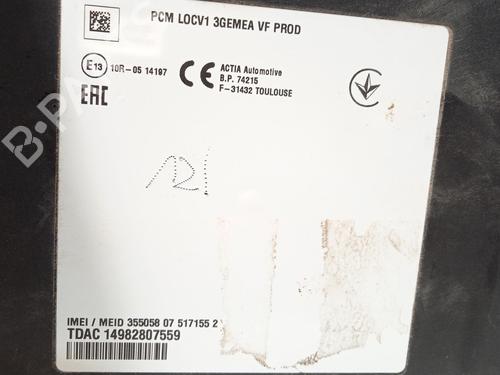 PCM LOCV1 3GEMEA VF PROD
E13 10R-05 14197
CE
ACTIA Automotive
B.P. 74215
F-31432 TOULOUSE
EAC
121
IMEI / MEID 355058 07 517155 2
TDAC 14982807559